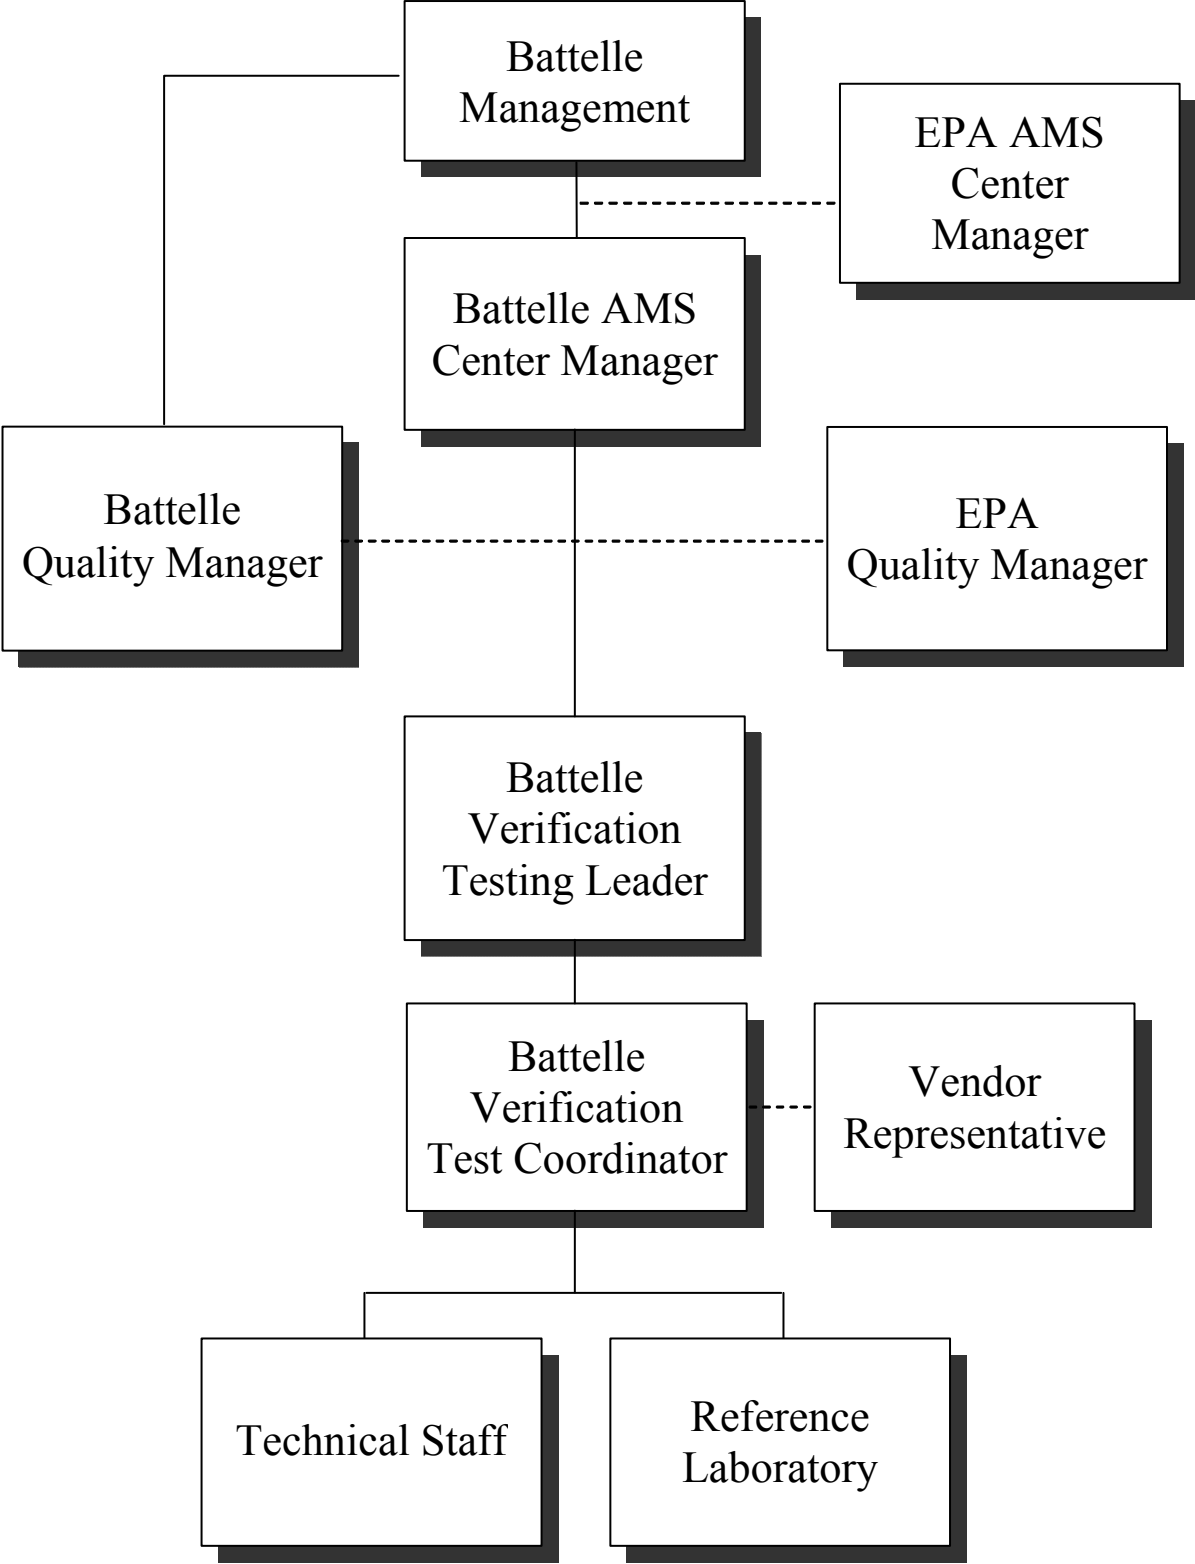 Battelle
Management
EPA AMS
Center
Manager
Battelle AMS
Center Manager
Battelle
Quality Manager
EPA
Quality Manager
Battelle
Verification
Testing Leader
Battelle
Verification
Test Coordinator
Vendor
Representative
Technical Staff
Reference
Laboratory